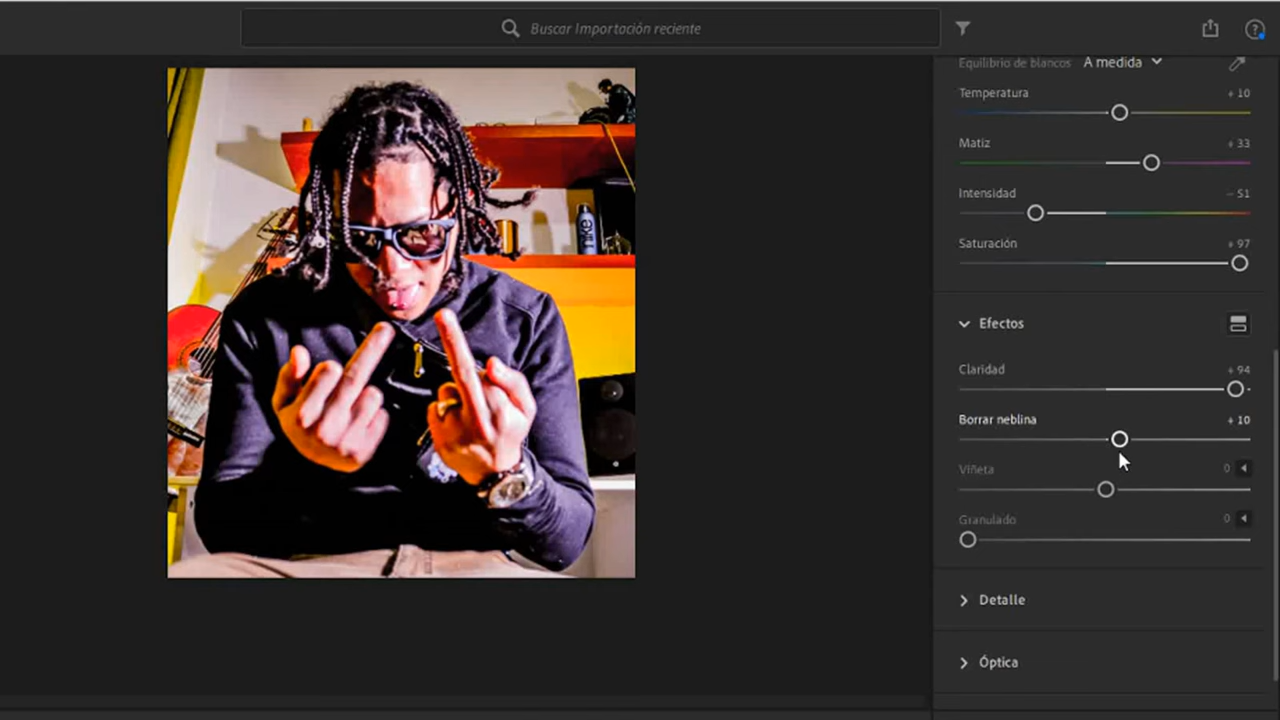 Buscar Importación reciente
Equilibrio de blancos A medida
Temperatura + 10
Matiz + 33
Intensidad – 51
Saturación + 97
Efectos
Claridad + 94
Borrar neblina + 10
Viñeta 0
Granulado 0
Detalle
Óptica